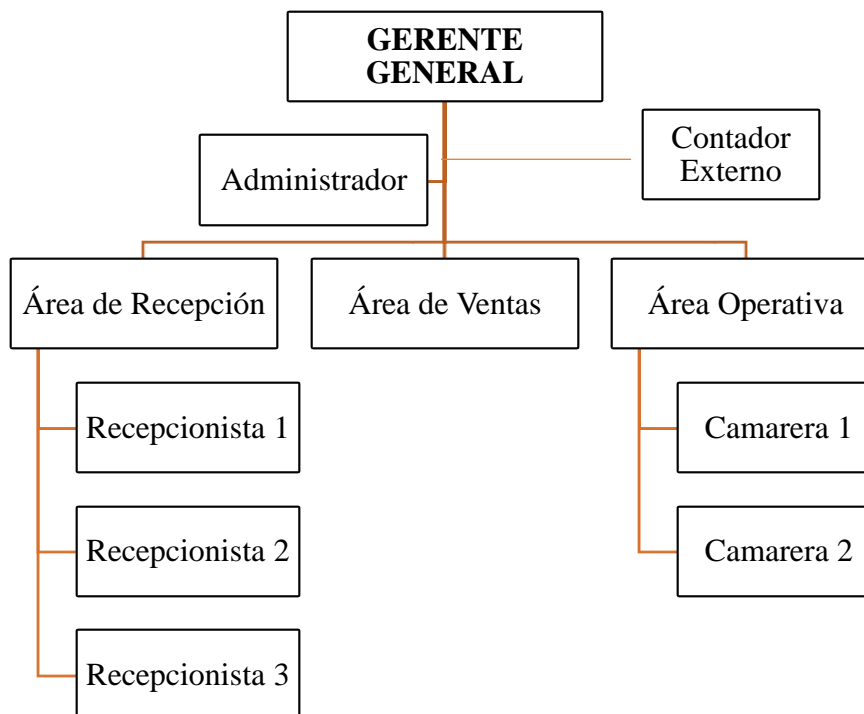 GERENTE
GENERAL
Contador
Externo
Administrador
Área de Recepción
Área de Ventas
Área Operativa
Recepcionista 1
Camarera 1
Recepcionista 2
Camarera 2
Recepcionista 3